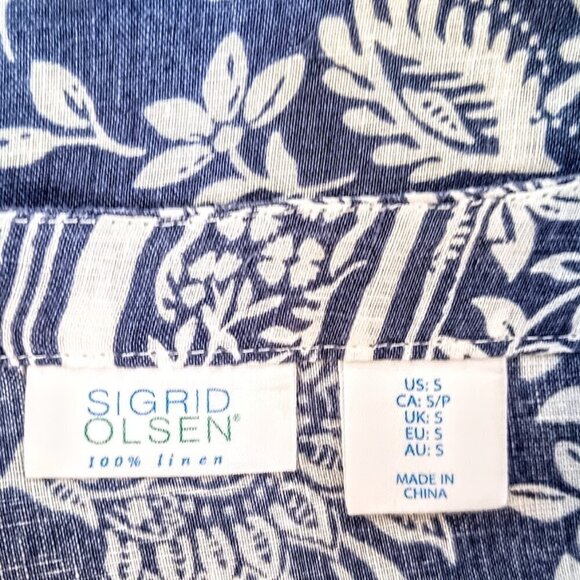 SIGRID
OLSEN®
100% linen
US: S
CA: S/P
UK: S
EU: S
AU: S
MADE IN
CHINA